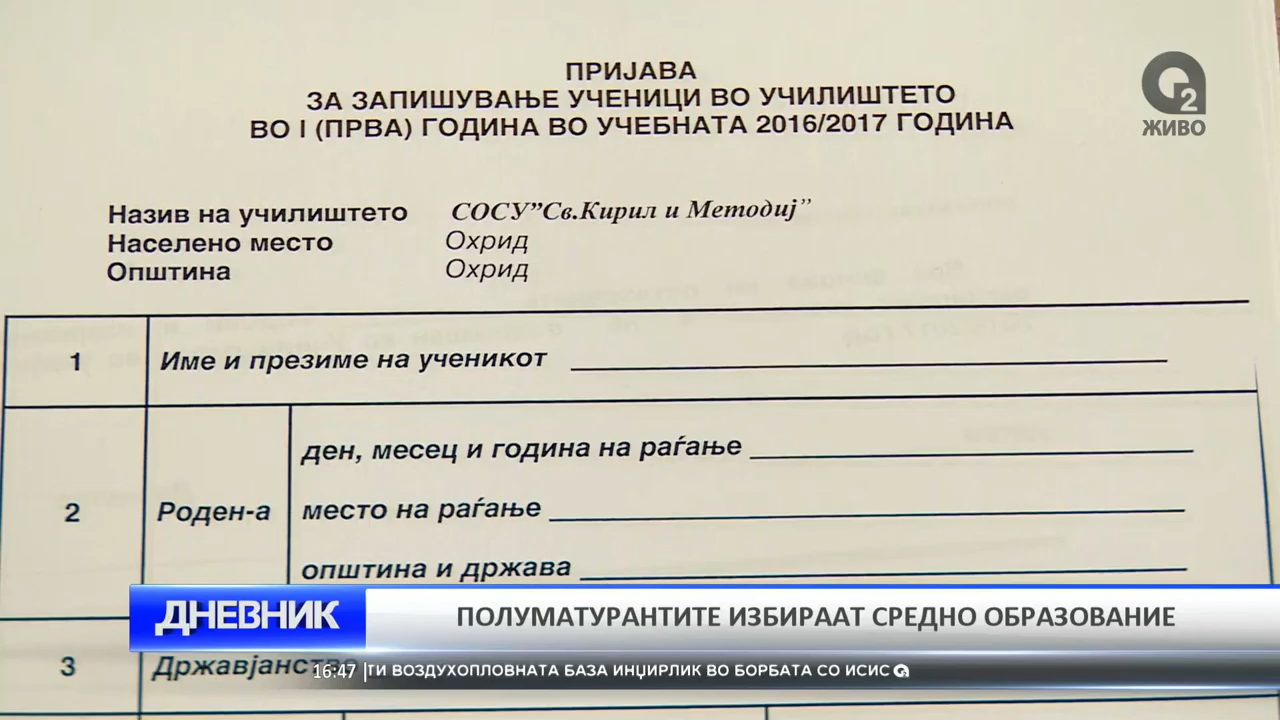 ПРИЈАВА
ЗА ЗАПИШУВАЊЕ УЧЕНИЦИ ВО УЧИЛИШТЕТО
ВО I (ПРВА) ГОДИНА ВО УЧЕБНАТА 2016/2017 ГОДИНА
2
ЖИВО
Назив на училиштето СОСУ”Св.Кирил и Методиј”
Населено место Охрид
Општина Охрид
1 Име и презиме на ученикот
ден, месец и година на раѓање
2 Роден-а место на раѓање
општина и држава
ДНЕВНИК ПОЛУМАТУРАНТИТЕ ИЗБИРААТ СРЕДНО ОБРАЗОВАНИЕ
3 Државјанство
16:47 ТИ ВОЗДУХОПЛОВНАТА БАЗА ИНЏИРЛИК ВО БОРБАТА СО ИСИС